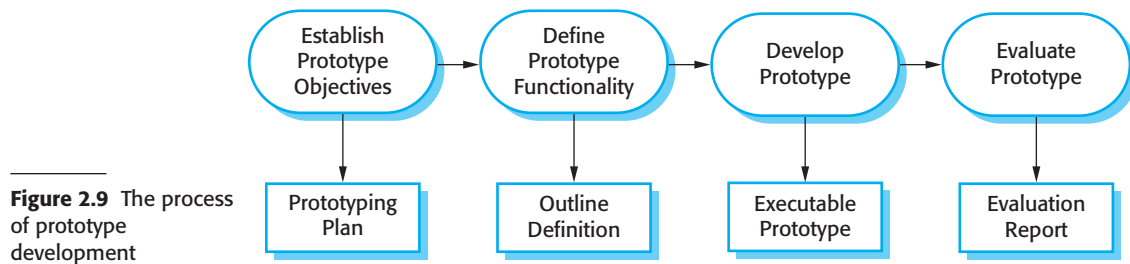 Establish
Prototype
Objectives
Define
Prototype
Functionality
Develop
Prototype
Evaluate
Prototype
Prototyping
Plan
Outline
Definition
Executable
Prototype
Evaluation
Report
Figure 2.9 The process
of prototype
development